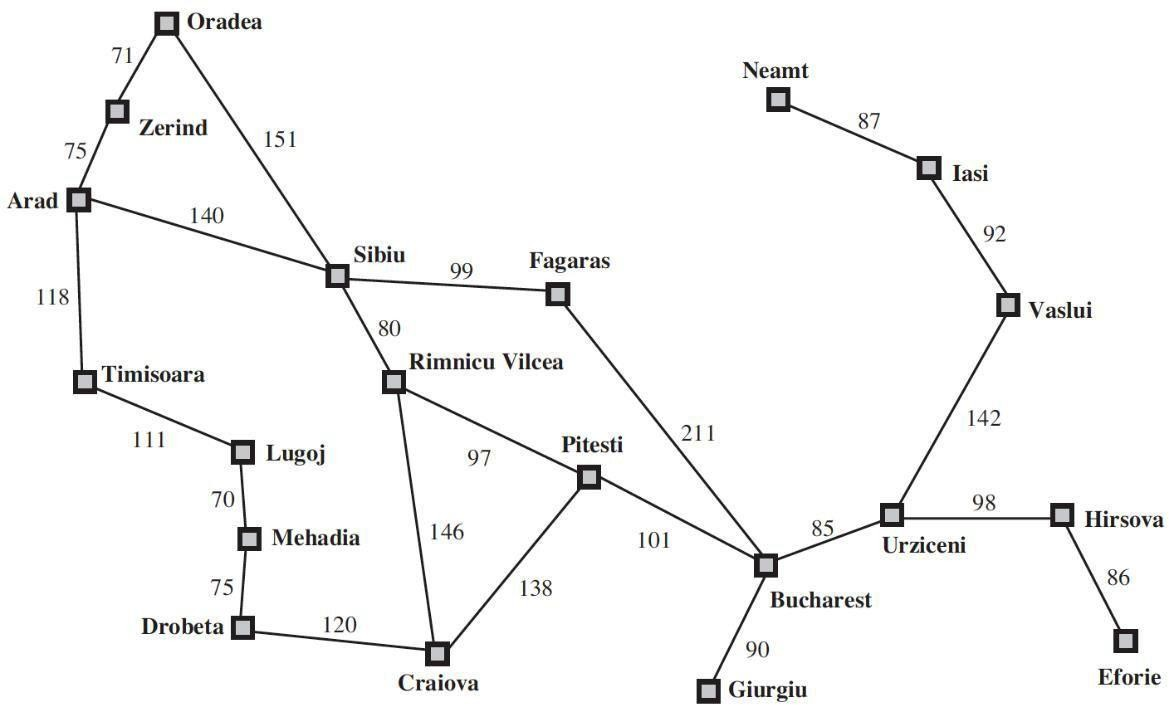 Oradea
71
Neamt
Zerind
87
151
75
Iasi
Arad
140
92
Sibiu
99
Fagaras
118
Vaslui
80
Rimnicu Vilcea
Timisoara
142
211
111
Lugoj
97
Pitesti
70
98
Hirsova
146
101
85
Mehadia
Urziceni
86
75
138
Bucharest
Drobeta
120
90
Eforie
Craiova
Giurgiu